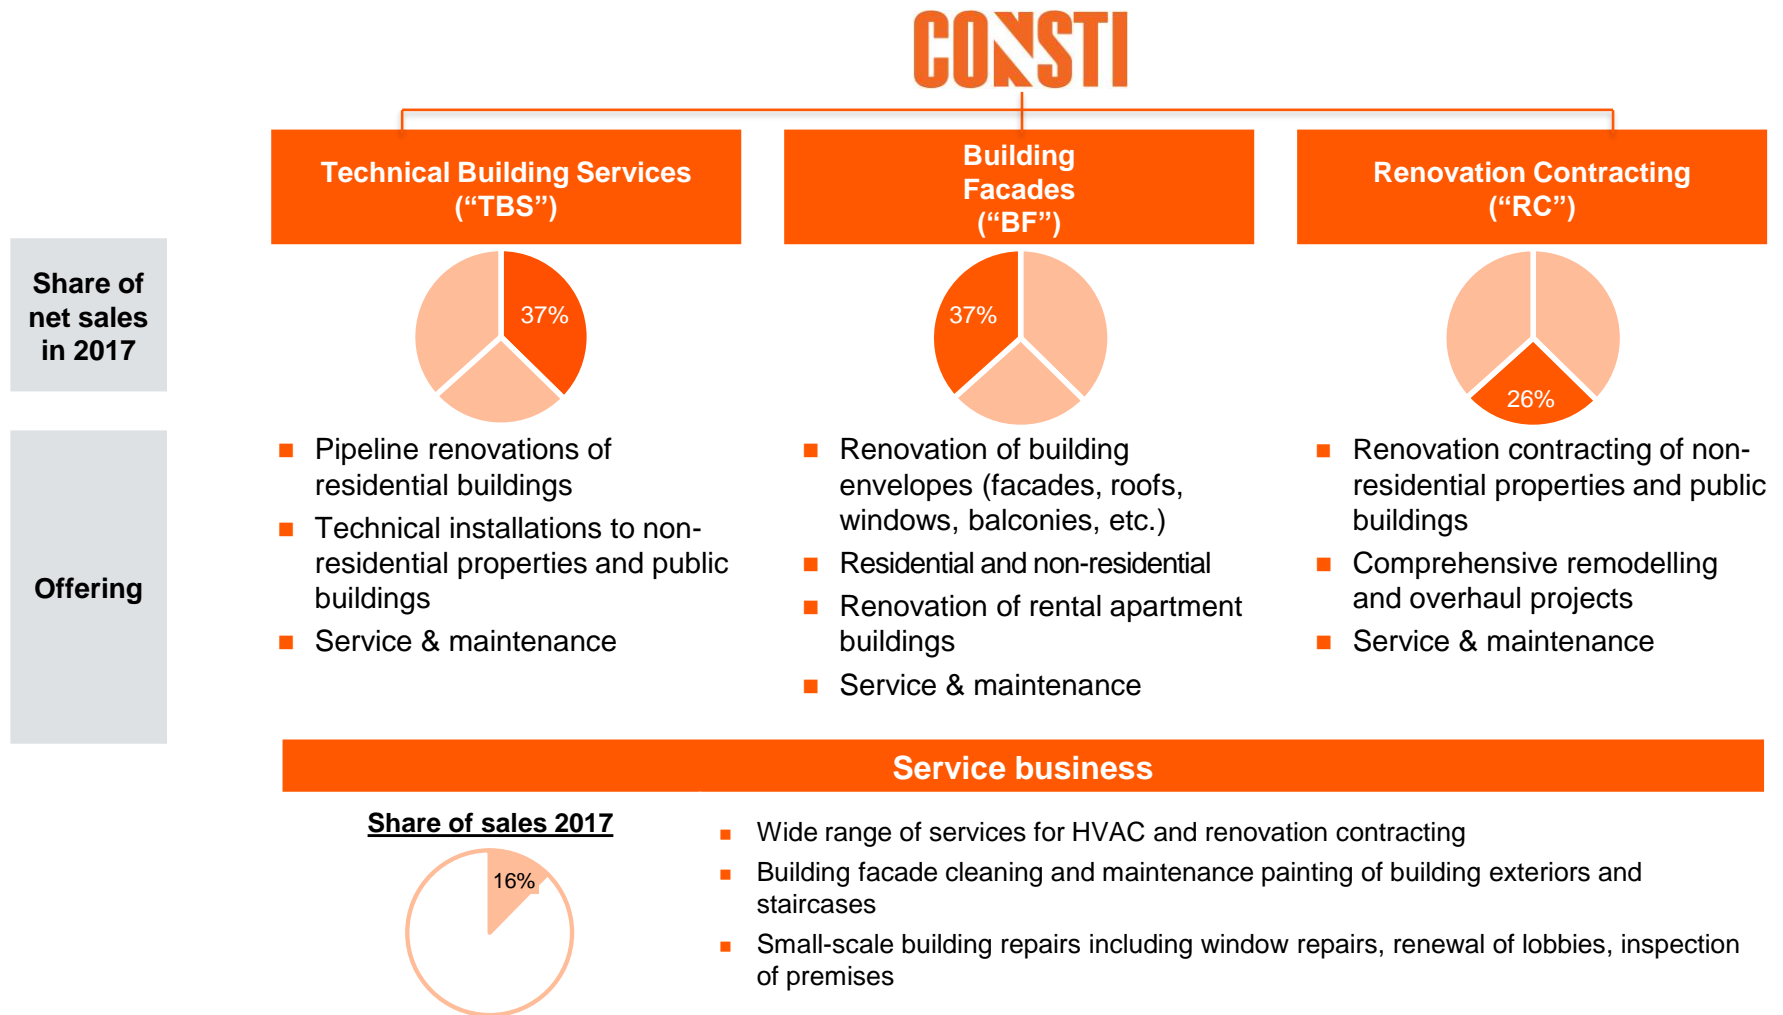 CONSTI
Technical Building Services
(“TBS”)
Building
Facades
(“BF”)
Renovation Contracting
(“RC”)
Share of
net sales
in 2017
37%
37%
26%
Offering
Pipeline renovations of
residential buildings
Technical installations to non-
residential properties and public
buildings
Service & maintenance
Renovation of building
envelopes (facades, roofs,
windows, balconies, etc.)
Residential and non-residential
Renovation of rental apartment
buildings
Service & maintenance
Renovation contracting of non-
residential properties and public
buildings
Comprehensive remodelling
and overhaul projects
Service & maintenance
Service business
Share of sales 2017
16%
Wide range of services for HVAC and renovation contracting
Building facade cleaning and maintenance painting of building exteriors and
staircases
Small-scale building repairs including window repairs, renewal of lobbies, inspection
of premises